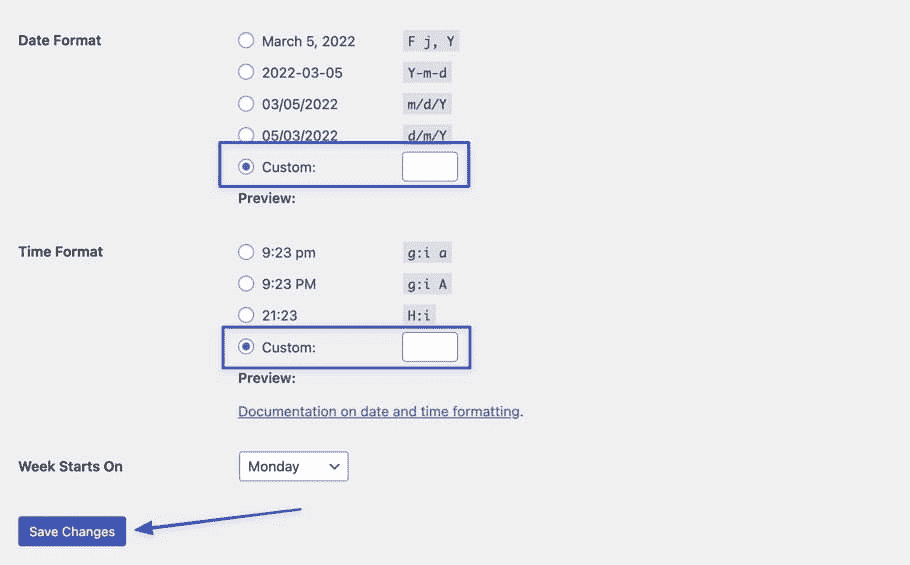 Date Format
March 5, 2022 F j, Y
2022-03-05 Y-m-d
03/05/2022 m/d/Y
05/03/2022 d/m/Y
Custom:
Preview:
Time Format
9:23 pm g:i a
9:23 PM g:i A
21:23 H:i
Custom:
Preview:
Documentation on date and time formatting.
Week Starts On Monday
Save Changes